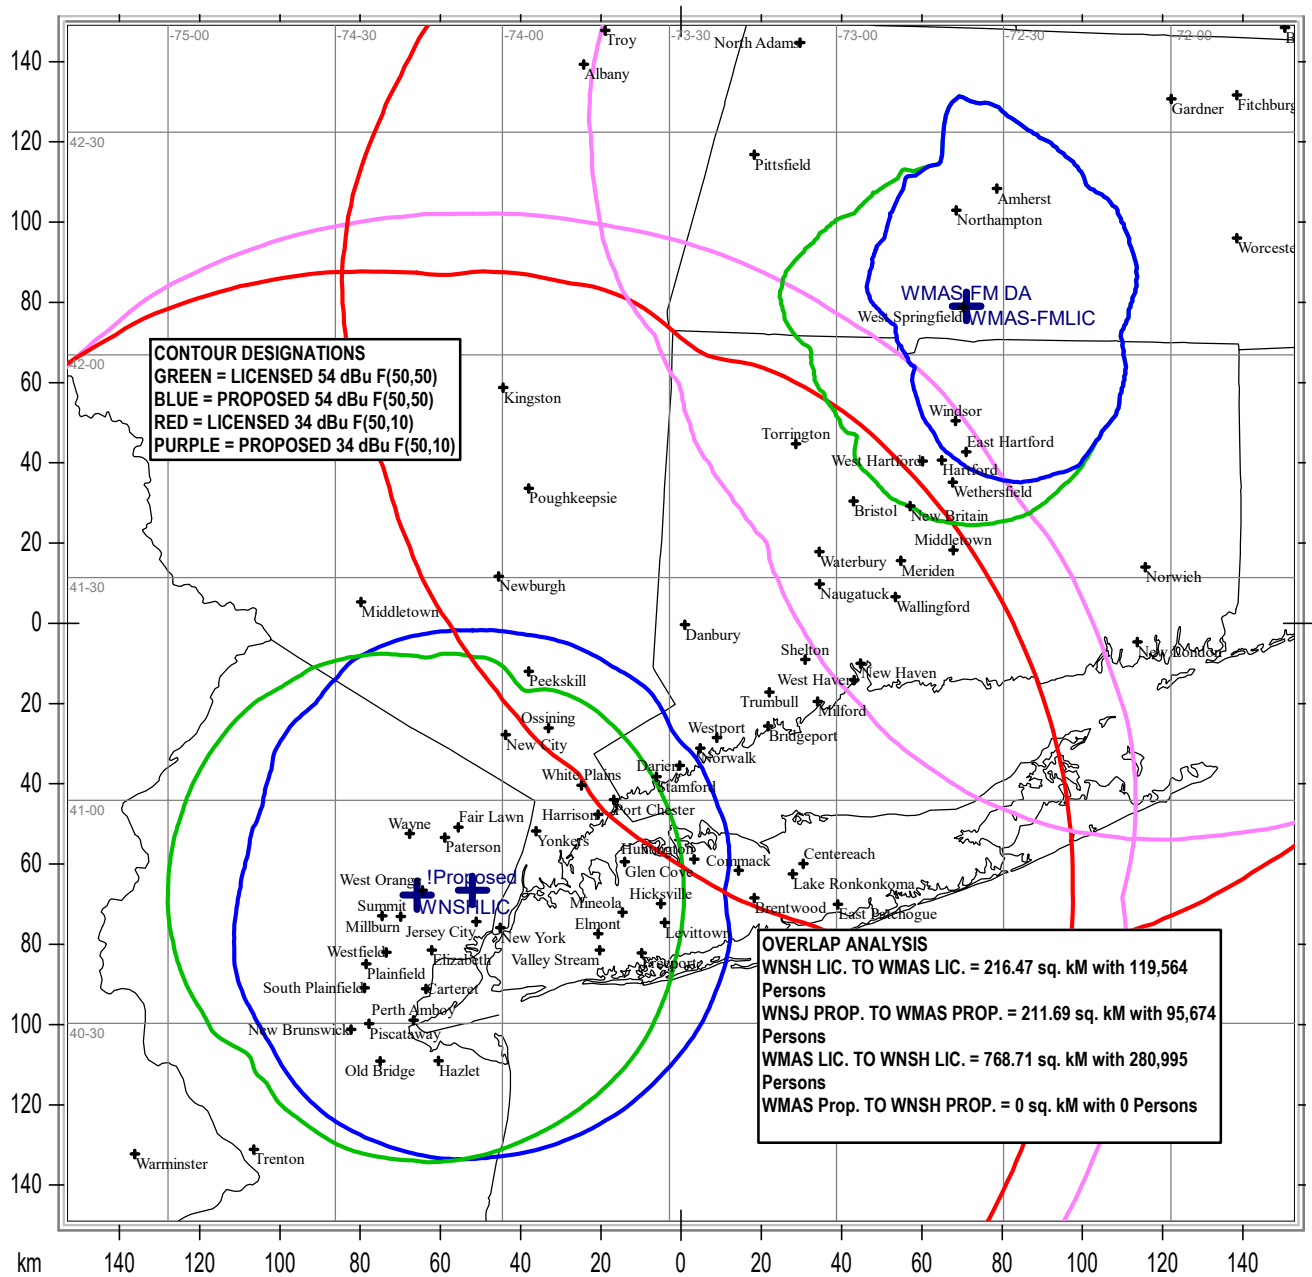 -75-00
-74-30
-74-00
-73-30
-73-00
-72-30
-72-00
140
120
100
80
60
40
20
0
20
40
60
80
100
120
140
42-30
42-00
41-30
41-00
40-30
Troy
North Adams
Albany
Gardner
Fitchburg
Pittsfield
Amherst
Northampton
Worceste
WMAS-FM DA
West Springfield
WMAS-FMLIC
CONTOUR DESIGNATIONS
GREEN = LICENSED 54 dBu F(50,50)
BLUE = PROPOSED 54 dBu F(50,50)
RED = LICENSED 34 dBu F(50,10)
PURPLE = PROPOSED 34 dBu F(50,10)
Kingston
Windsor
Torrington
East Hartford
West Hartford
Hartford
Wethersfield
Poughkeepsie
Bristol
New Britain
Middletown
Waterbury
Meriden
Newburgh
Norwich
Naugatuck
Wallingford
Middletown
Danbury
Shelton
New London
West Haven
New Haven
Peekskill
Trumbull
Milford
Ossining
Westport
Bridgeport
New City
Norwalk
Darien
White Plains
Stamford
Port Chester
Harrison
Fair Lawn
Wayne
Paterson
Yonkers
Huntington
Commack
Centereach
Glen Cove
West Orange
!Proposed
Lake Ronkonkoma
Hicksville
Summit
WNSHLIC
Mineola
Brentwood
East Patchogue
Millburn
Jersey City
Elmont
Levittown
New York
Westfield
Elizabeth
Valley Stream
Freeport
Plainfield
South Plainfield
Carteret
Perth Amboy
New Brunswick
Piscataway
Old Bridge
Hazlet
Warminster
Trenton
OVERLAP ANALYSIS
WNSH LIC. TO WMAS LIC. = 216.47 sq. kM with 119,564
Persons
WNSJ PROP. TO WMAS PROP. = 211.69 sq. kM with 95,674
Persons
WMAS LIC. TO WNSH LIC. = 768.71 sq. kM with 280,995
Persons
WMAS Prop. TO WNSH PROP. = 0 sq. kM with 0 Persons
km
140
120
100
80
60
40
20
0
20
40
60
80
100
120
140